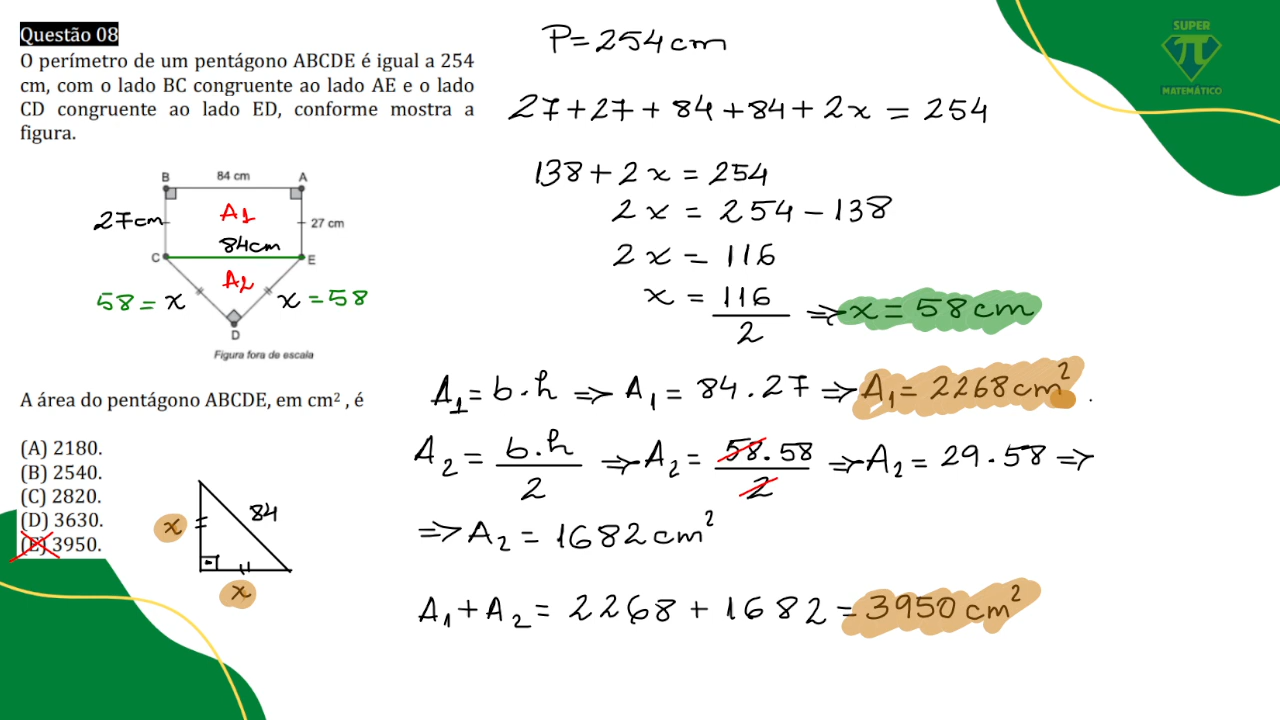 Questão 08
O perímetro de um pentágono ABCDE é igual a 254
cm, com o lado BC congruente ao lado AE e o lado
CD congruente ao lado ED, conforme mostra a
figura.
B 84 cm A
27cm A1 27 cm
84cm
C E
A2
58 = x x = 58
D
Figura fora de escala
A área do pentágono ABCDE, em cm², é
(A) 2180.
(B) 2540.
(C) 2820.
(D) 3630.
(E) 3950.
x 84
x
P = 254 cm
27 + 27 + 84 + 84 + 2x = 254
138 + 2x = 254
2x = 254 - 138
2x = 116
x = 116/2 => x = 58 cm
A₁ = b.h => A₁ = 84.27 => A₁ = 2268 cm² .
A₂ = b.h/2 => A₂ = 58.58/2 => A₂ = 29.58 =>
=> A₂ = 1682 cm²
A₁ + A₂ = 2268 + 1682 = 3950 cm²
SUPER
π
MATEMÁTICO